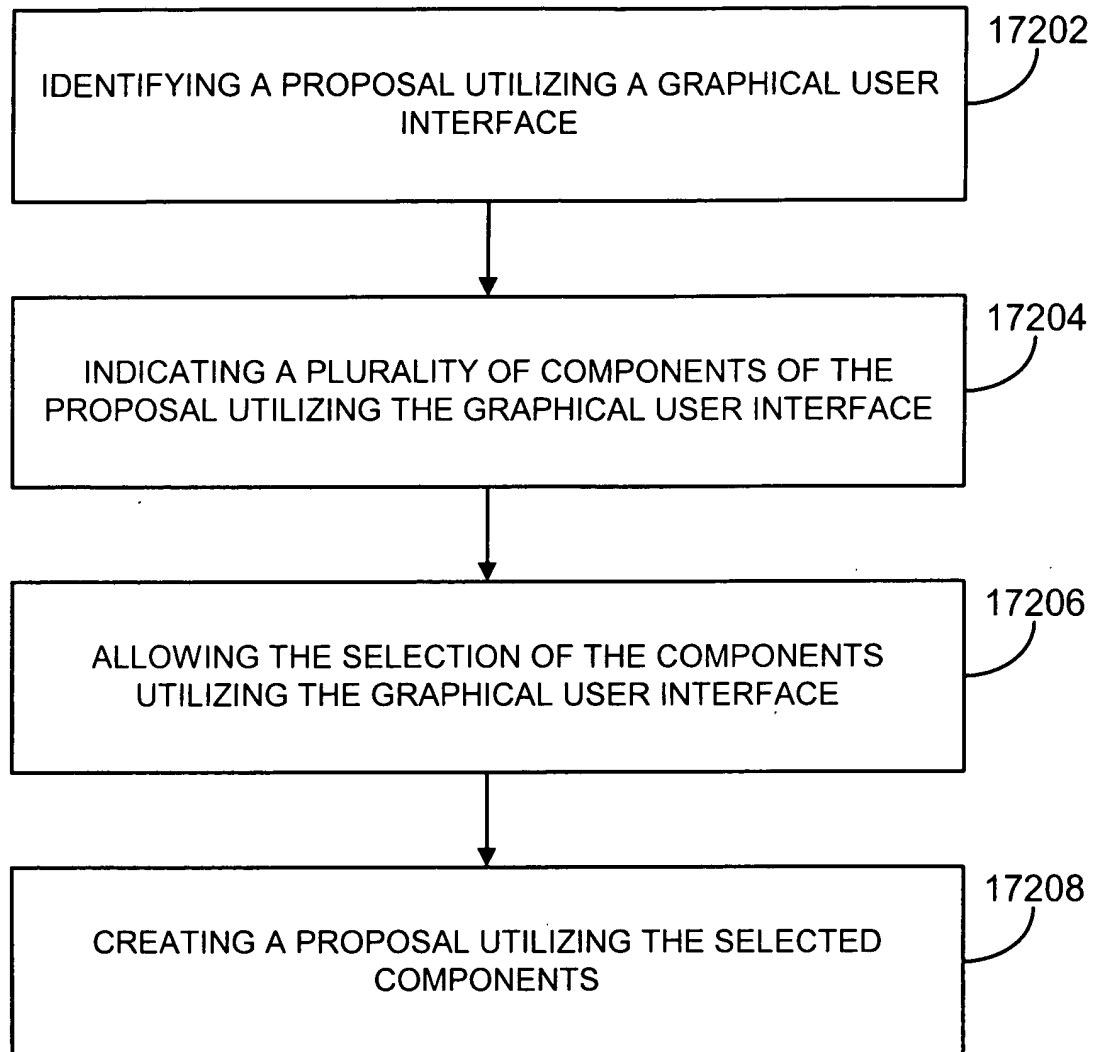 17202
IDENTIFYING A PROPOSAL UTILIZING A GRAPHICAL USER
INTERFACE
17204
INDICATING A PLURALITY OF COMPONENTS OF THE
PROPOSAL UTILIZING THE GRAPHICAL USER INTERFACE
17206
ALLOWING THE SELECTION OF THE COMPONENTS
UTILIZING THE GRAPHICAL USER INTERFACE
17208
CREATING A PROPOSAL UTILIZING THE SELECTED
COMPONENTS